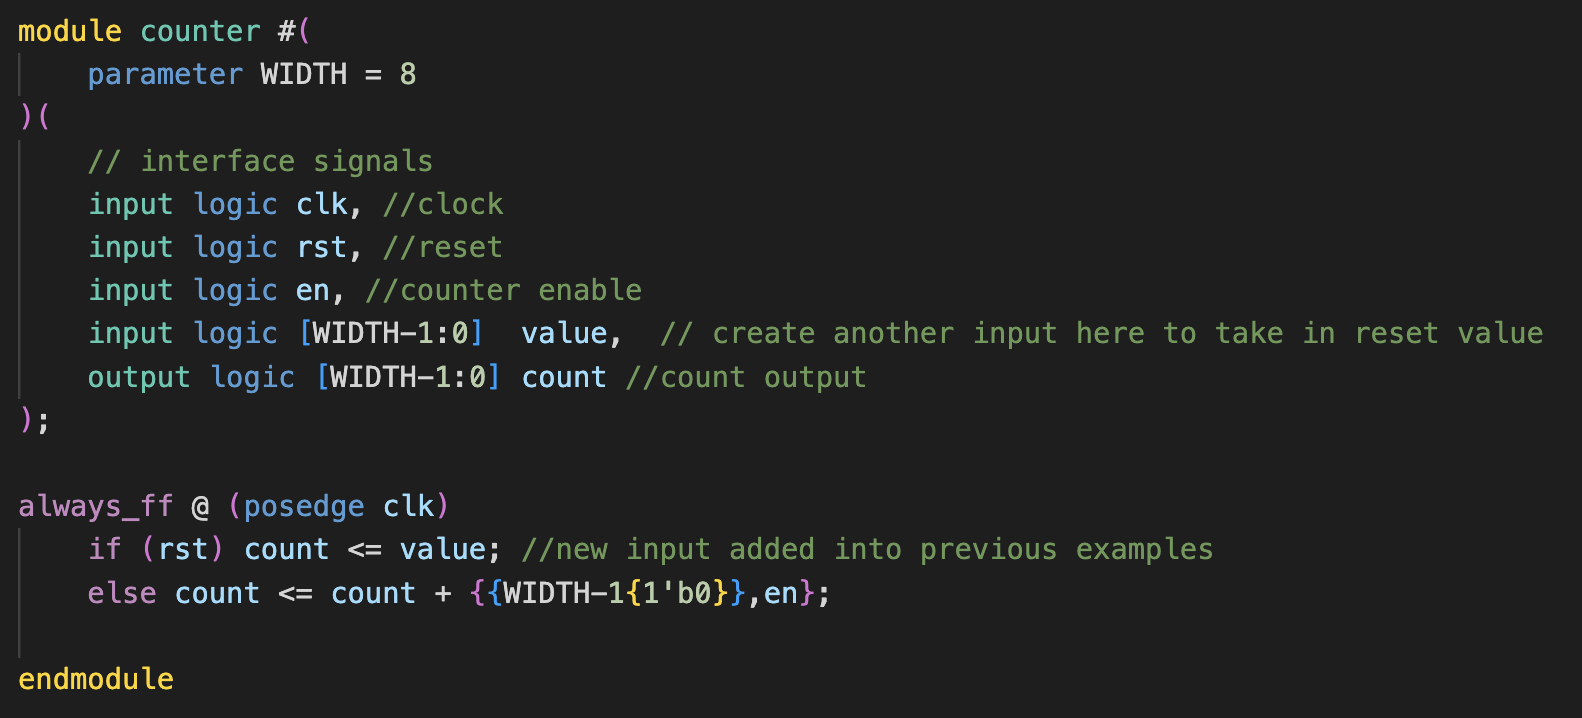 module counter #(
    parameter WIDTH = 8
)(
    // interface signals
    input logic clk, //clock
    input logic rst, //reset
    input logic en, //counter enable
    input logic [WIDTH-1:0]  value,  // create another input here to take in reset value
    output logic [WIDTH-1:0] count //count output
);

always_ff @ (posedge clk)
    if (rst) count <= value; //new input added into previous examples
    else count <= count + {{WIDTH-1{1'b0}},en};

endmodule